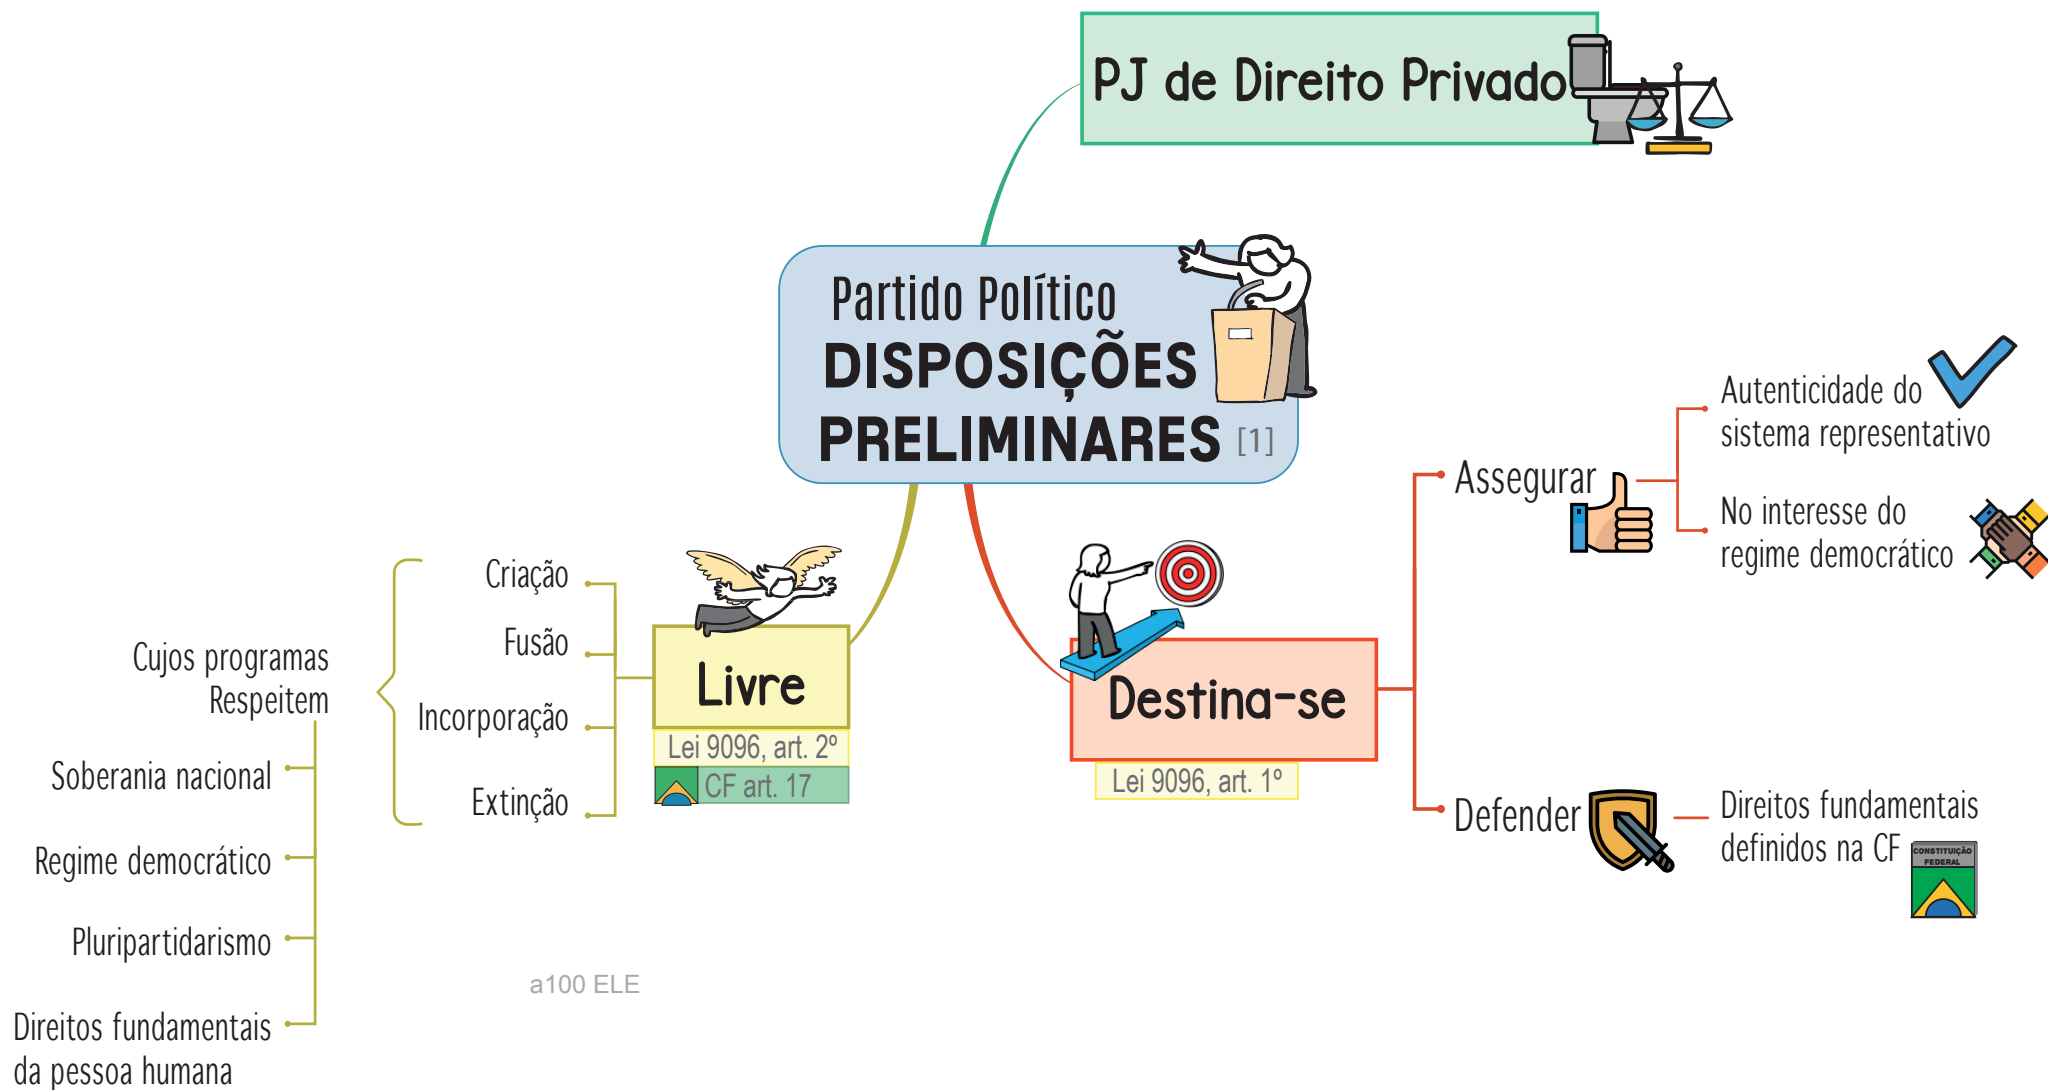 PJ de Direito Privado
Partido Político
DISPOSIÇÕES
PRELIMINARES [1]
Livre
Lei 9096, art. 2º
CF art. 17
Criação
Fusão
Incorporação
Extinção
Cujos programas
Respeitem
Soberania nacional
Regime democrático
Pluripartidarismo
Direitos fundamentais
da pessoa humana
Destina-se
Lei 9096, art. 1º
Assegurar
Autenticidade do
sistema representativo
No interesse do
regime democrático
Defender
Direitos fundamentais
definidos na CF
CONSTITUIÇÃO
FEDERAL
a100 ELE